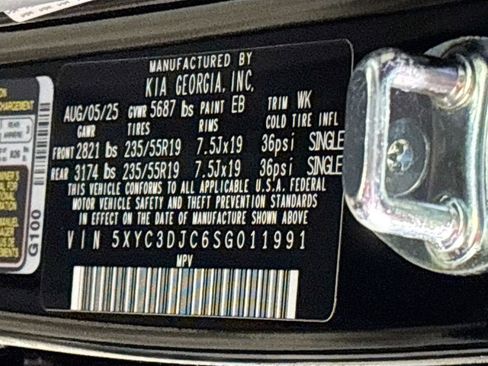 MANUFACTURED BY
KIA GEORGIA, INC.
AUG/05/25 GVWR 5687 lbs PAINT EB TRIM WK
GAWR TIRES RIMS COLD TIRE INFL
FRONT 2821 lbs 235/55R19 7.5Jx19 36psi SINGLE
REAR 3174 lbs 235/55R19 7.5Jx19 36psi SINGLE
THIS VEHICLE CONFORMS TO ALL APPLICABLE U.S.A. FEDERAL
MOTOR VEHICLE SAFETY AND THEFT PREVENTION STANDARDS
IN EFFECT ON THE DATE OF MANUFACTURE SHOWN ABOVE.
VIN 5XYC3DJC6SG011991
MPV
G100